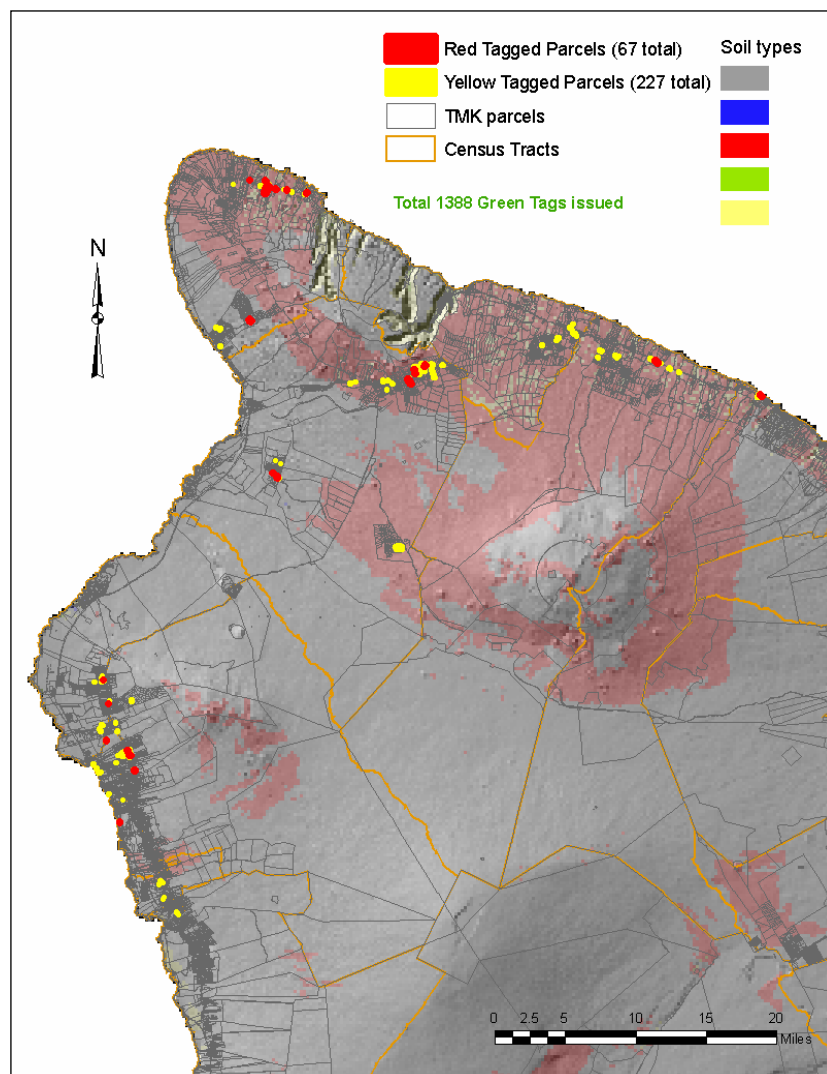 Red Tagged Parcels (67 total)
Yellow Tagged Parcels (227 total)
TMK parcels
Census Tracts
Total 1388 Green Tags issued
Soil types
N
0 2.5 5 10 15 20
Miles